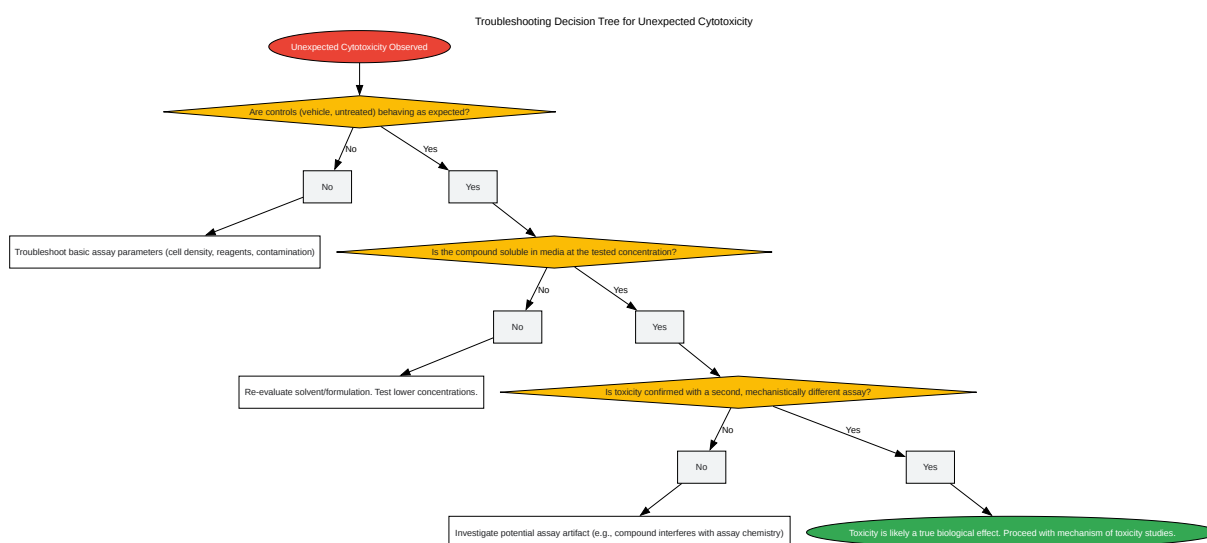 Troubleshooting Decision Tree for Unexpected Cytotoxicity
Unexpected Cytotoxicity Observed
Are controls (vehicle, untreated) behaving as expected?
No
Yes
No
Yes
Troubleshoot basic assay parameters (cell density, reagents, contamination)
Is the compound soluble in media at the tested concentration?
No
Yes
No
Yes
Re-evaluate solvent/formulation. Test lower concentrations.
Is toxicity confirmed with a second, mechanistically different assay?
No
Yes
No
Yes
Investigate potential assay artifact (e.g., compound interferes with assay chemistry)
Toxicity is likely a true biological effect. Proceed with mechanism of toxicity studies.